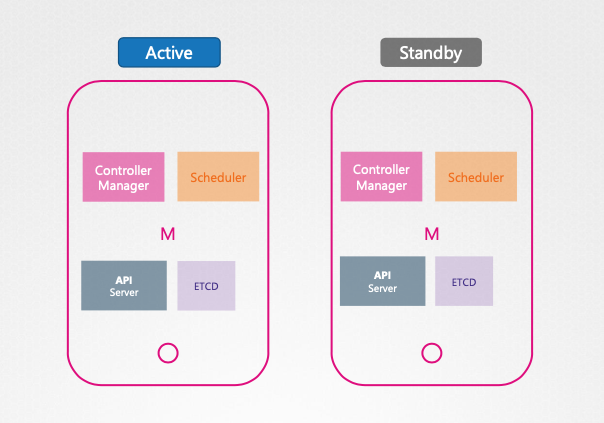 Active
Standby
Controller
Manager
Scheduler
Controller
Manager
Scheduler
M
M
API
Server
ETCD
API
Server
ETCD